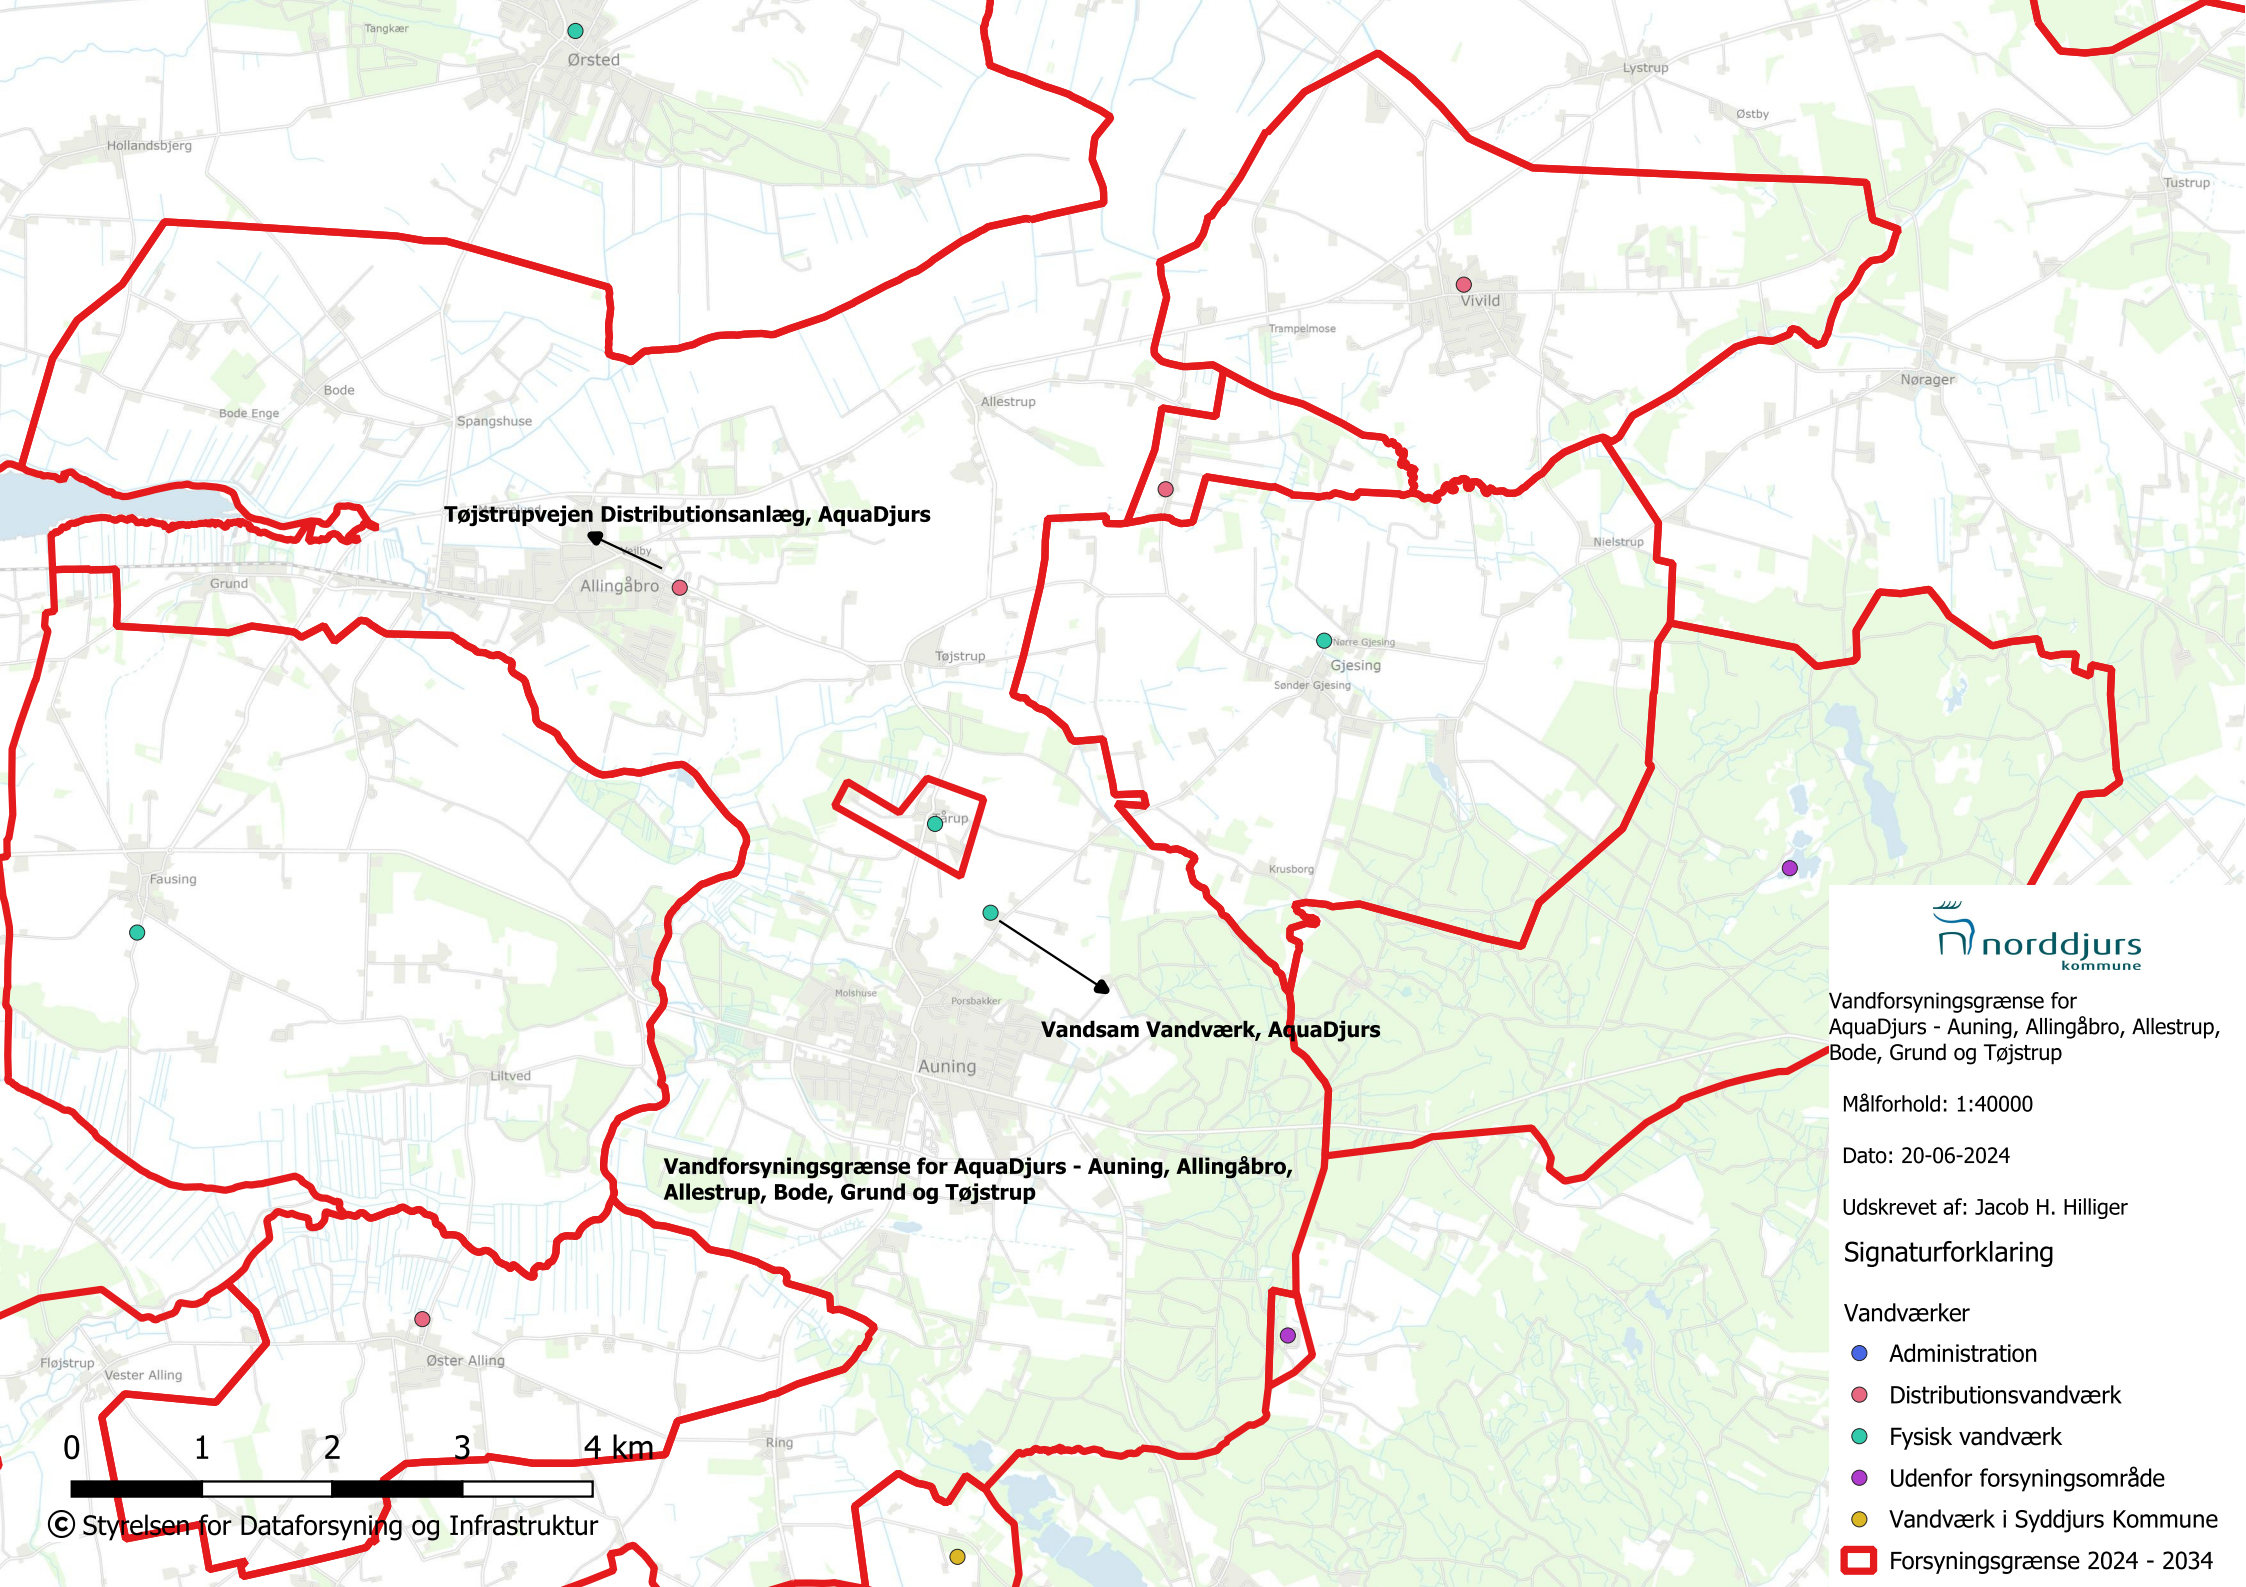 Tangkær
Ørsted
Lystrup
Østby
Hollandsbjerg
Tustrup
Vivild
Trampelmose
Nørager
Bode
Allestrup
Bode Enge
Spangshuse
Tøjstrupvejen Distributionsanlæg, AquaDjurs
Nielstrup
Vejlby
Grund
Allingåbro
Nørre Gjesing
Tøjstrup
Gjesing
Sønder Gjesing
Tårup
Krusborg
Fausing
norddjurs
kommune
Molshuse
Porsbakker
Vandsam Vandværk, AquaDjurs
Vandforsyningsgrænse for
AquaDjurs - Auning, Allingåbro, Allestrup,
Bode, Grund og Tøjstrup
Auning
Liltved
Målforhold: 1:40000
Dato: 20-06-2024
Vandforsyningsgrænse for AquaDjurs - Auning, Allingåbro,
Allestrup, Bode, Grund og Tøjstrup
Udskrevet af: Jacob H. Hilliger
Signaturforklaring
Vandværker
Administration
Distributionsvandværk
Fysisk vandværk
Udenfor forsyningsområde
Vandværk i Syddjurs Kommune
Forsyningsgrænse 2024 - 2034
Fløjstrup
Vester Alling
Øster Alling
Ring
0 1 2 3 4 km
© Styrelsen for Dataforsyning og Infrastruktur